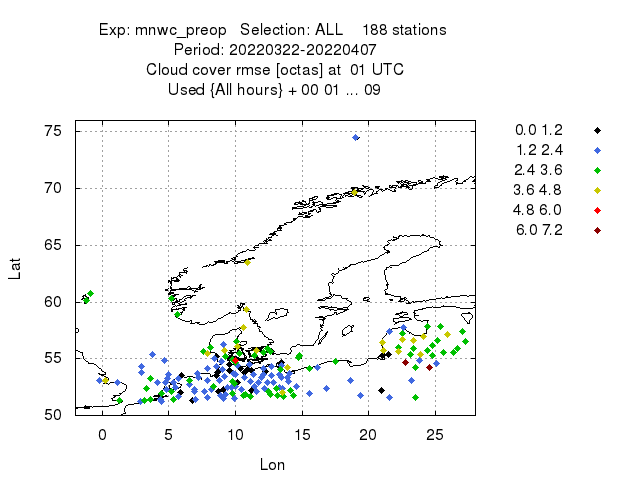 Exp: mnwc_preop Selection: ALL 188 stations
Period: 20220322-20220407
Cloud cover rmse [octas] at 01 UTC
Used {All hours} + 00 01 ... 09
75
70
65
60
55
50
Lat
0 5 10 15 20 25
Lon
0.0 1.2
1.2 2.4
2.4 3.6
3.6 4.8
4.8 6.0
6.0 7.2